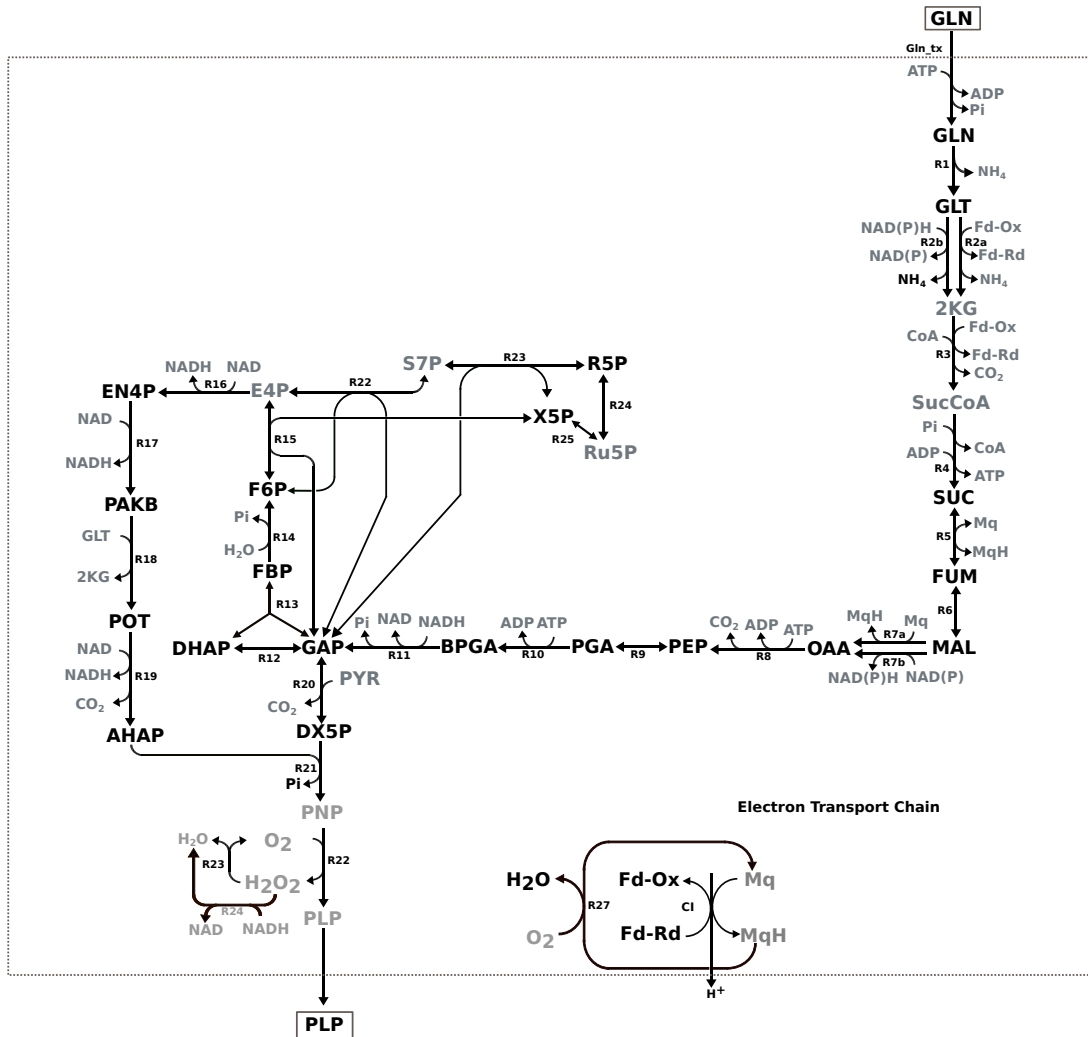 GLN
Gln_tx
ATP
ADP
Pi
GLN
R1
NH4
GLT
NAD(P)H
Fd-Ox
R2b
R2a
NAD(P)
Fd-Rd
NH4
NH4
2KG
Fd-Ox
CoA
R3
Fd-Rd
CO2
SucCoA
Pi
CoA
ADP
R4
ATP
SUC
Mq
R5
MqH
FUM
R6
MqH
Mq
R7a
MAL
R7b
NAD(P)H
NAD(P)
OAA
CO2
ADP
ATP
R8
PEP
R9
PGA
ADP
ATP
R10
BPGA
Pi
NAD
NADH
R11
GAP
R12
DHAP
R13
FBP
H2O
R14
Pi
F6P
R15
E4P
R22
S7P
R23
R5P
R24
X5P
R25
Ru5P
NADH
NAD
R16
EN4P
NAD
R17
NADH
PAKB
GLT
R18
2KG
POT
NAD
NADH
R19
CO2
AHAP
R20
PYR
CO2
DX5P
R21
Pi
PNP
H2O
O2
R23
R22
H2O2
R24
NAD
NADH
PLP
PLP
Electron Transport Chain
H2O
Fd-Ox
Mq
R27
CI
O2
Fd-Rd
MqH
H+